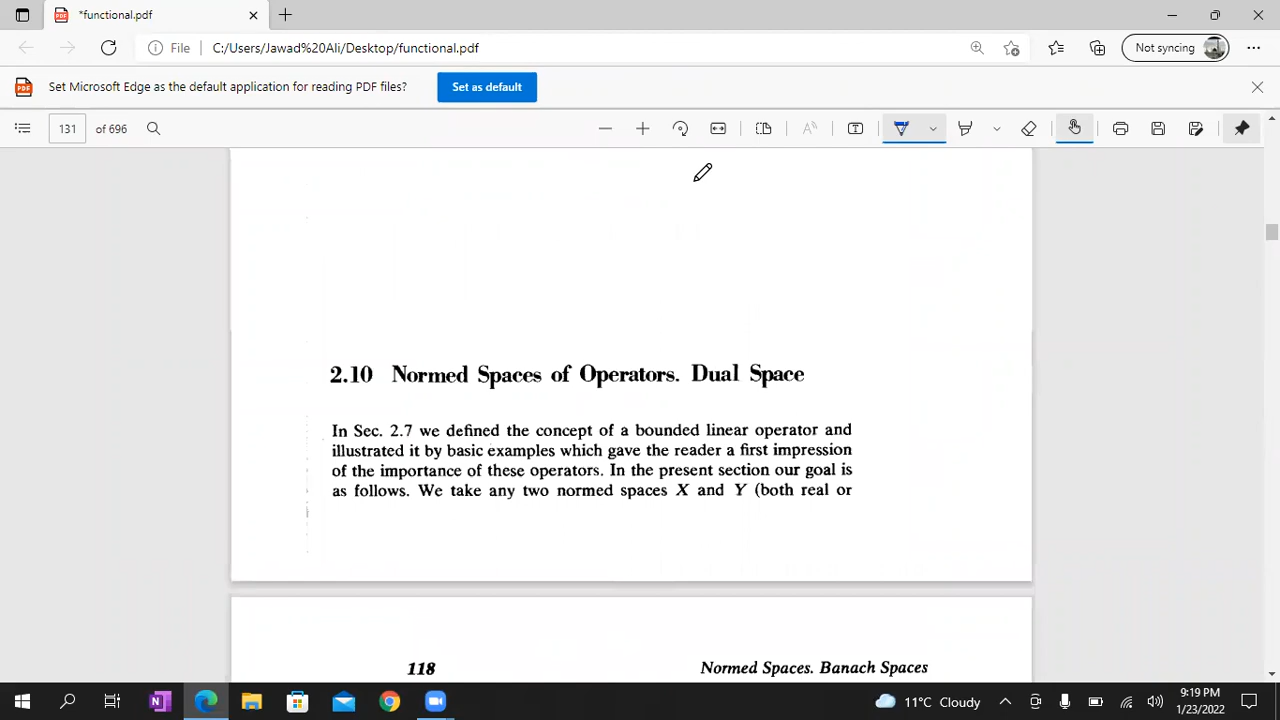 *functional.pdf
File C:/Users/Jawad%20Ali/Desktop/functional.pdf
Not syncing
Set Microsoft Edge as the default application for reading PDF files? Set as default
131 of 696
2.10 Normed Spaces of Operators. Dual Space
In Sec. 2.7 we defined the concept of a bounded linear operator and
illustrated it by basic examples which gave the reader a first impression
of the importance of these operators. In the present section our goal is
as follows. We take any two normed spaces X and Y (both real or
118 Normed Spaces. Banach Spaces
11°C Cloudy
9:19 PM
1/23/2022